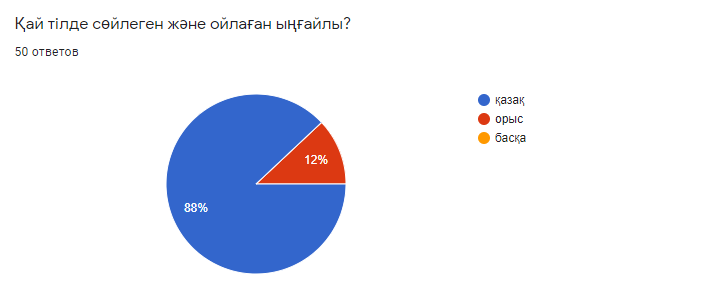 Қай тілде сөйлеген және ойлаған ыңғайлы?
50 ответов
қазақ
орыс
басқа
12%
88%